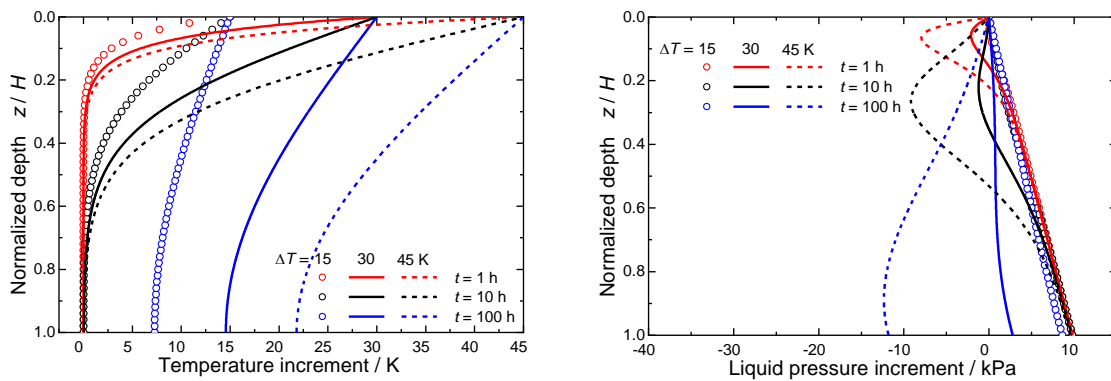 0.0
0.2
0.4
0.6
0.8
1.0
Normalized depth z / H
ΔT = 15 30 45 K
t = 1 h
t = 10 h
t = 100 h
0 5 10 15 20 25 30 35 40 45
Temperature increment / K
0.0
0.2
0.4
0.6
0.8
1.0
Normalized depth z / H
ΔT = 15 30 45 K
t = 1 h
t = 10 h
t = 100 h
-40 -30 -20 -10 0 10
Liquid pressure increment / kPa